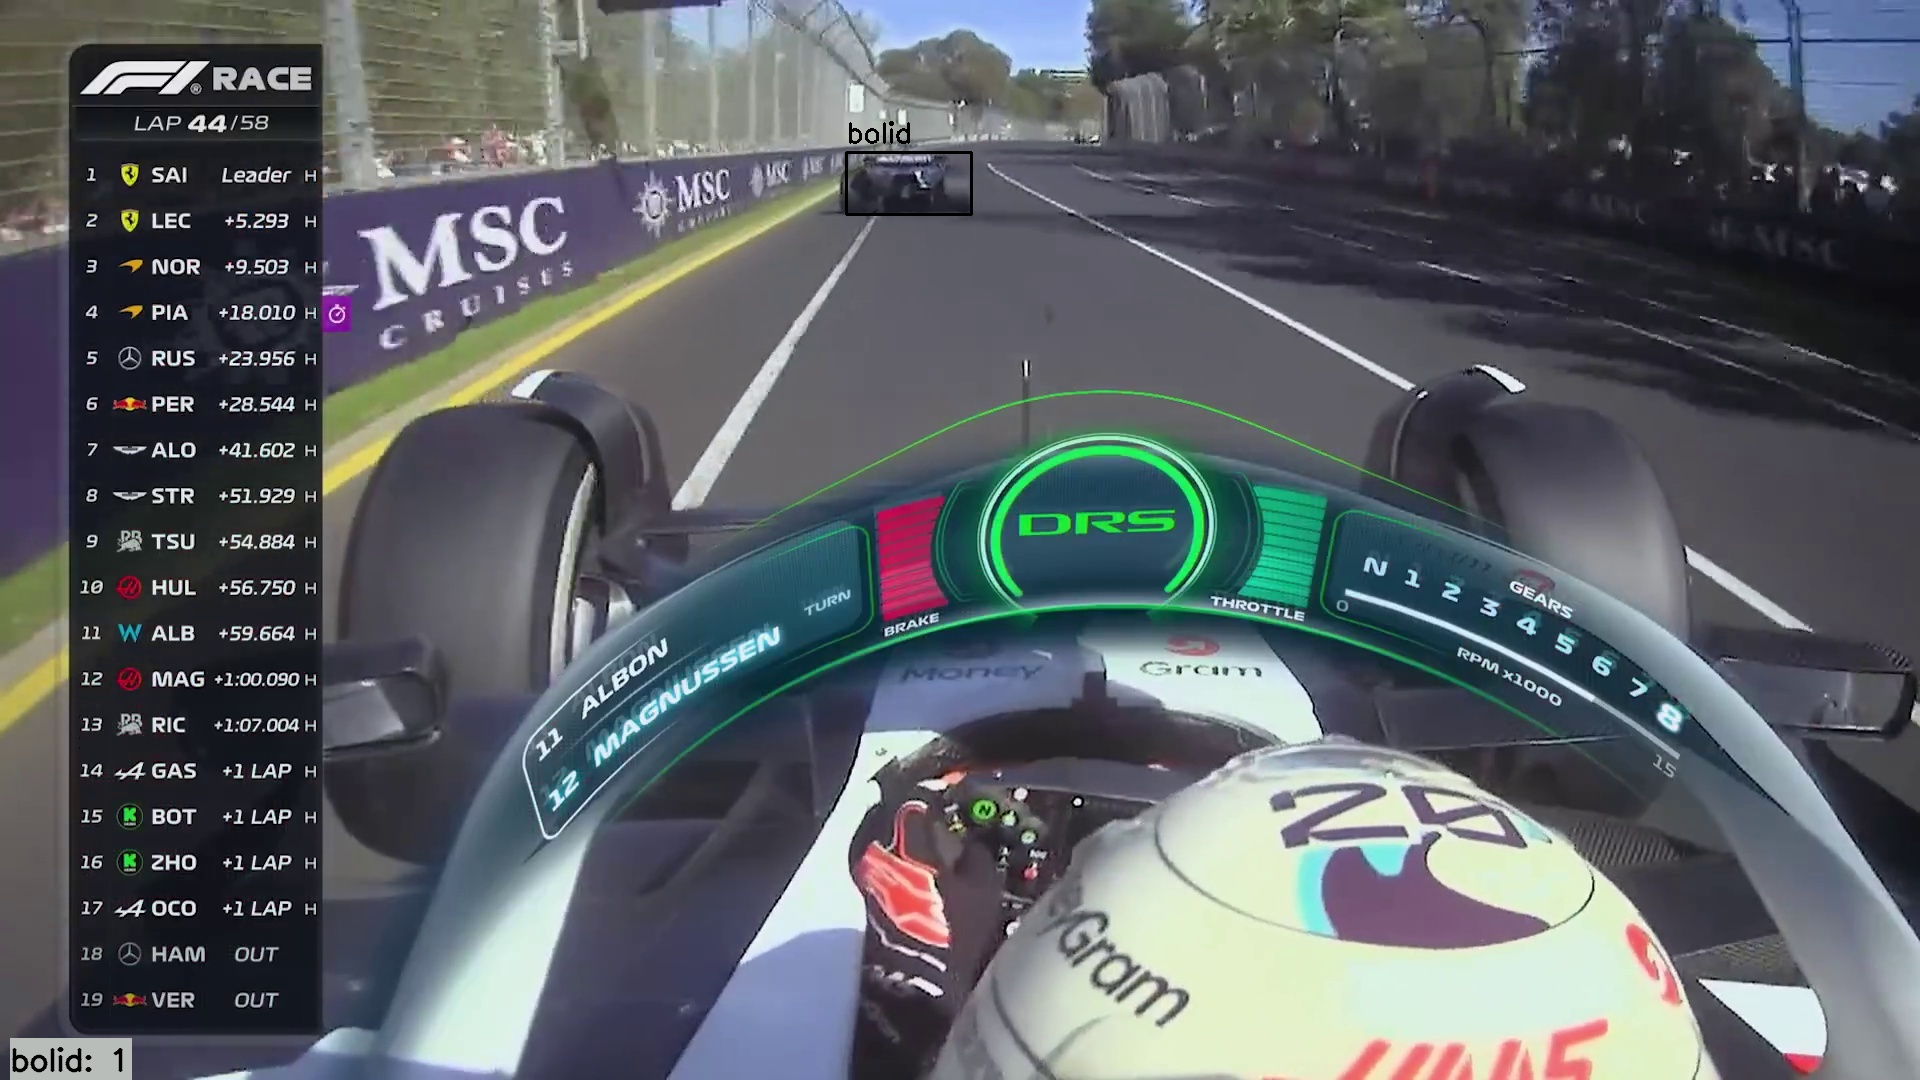 F1® RACE
LAP 44/58
1 SAI Leader H
2 LEC +5.293 H
3 NOR +9.503 H
4 PIA +18.010 H
5 RUS +23.956 H
6 PER +28.544 H
7 ALO +41.602 H
8 STR +51.929 H
9 TSU +54.884 H
10 HUL +56.750 H
11 ALB +59.664 H
12 MAG +1:00.090 H
13 RIC +1:07.004 H
14 GAS +1 LAP H
15 BOT +1 LAP H
16 ZHO +1 LAP H
17 OCO +1 LAP H
18 HAM OUT
19 VER OUT
bolid
MSC
CRUISES
MSC
MSC
MSC
DRS
TURN
BRAKE
THROTTLE
N 1 2 3 4 5 6 7 8
GEARS
0
RPM x1000
15
11 ALBON
12 MAGNUSSEN
Money
Gram
N
20
yGram
HAAS
bolid: 1